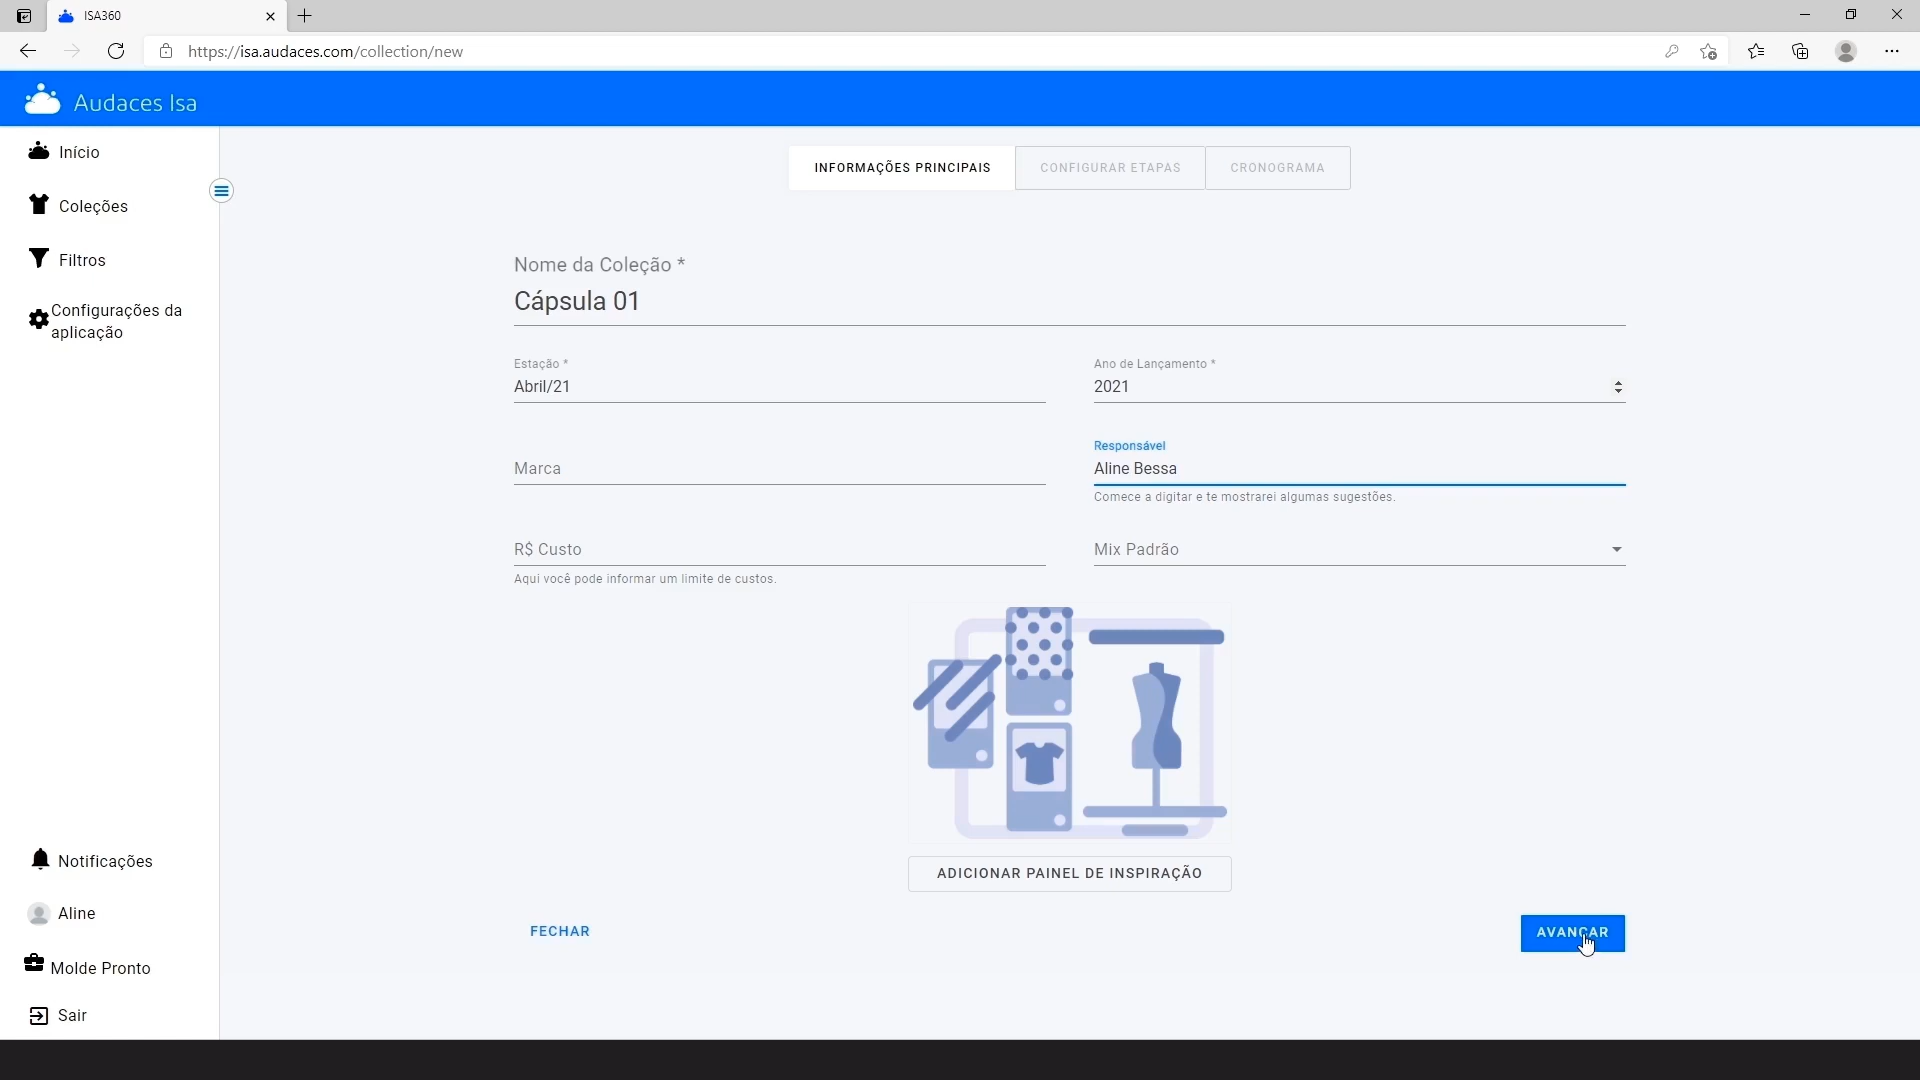 ISA360
https://isa.audaces.com/collection/new
Audaces Isa
Início
Coleções
Filtros
Configurações da
aplicação
Notificações
Aline
Molde Pronto
Sair
INFORMAÇÕES PRINCIPAIS
CONFIGURAR ETAPAS
CRONOGRAMA
Nome da Coleção *
Cápsula 01
Estação *
Abril/21
Ano de Lançamento *
2021
Marca
Responsável
Aline Bessa
Comece a digitar e te mostrarei algumas sugestões.
R$ Custo
Aqui você pode informar um limite de custos.
Mix Padrão
ADICIONAR PAINEL DE INSPIRAÇÃO
FECHAR
AVANÇAR